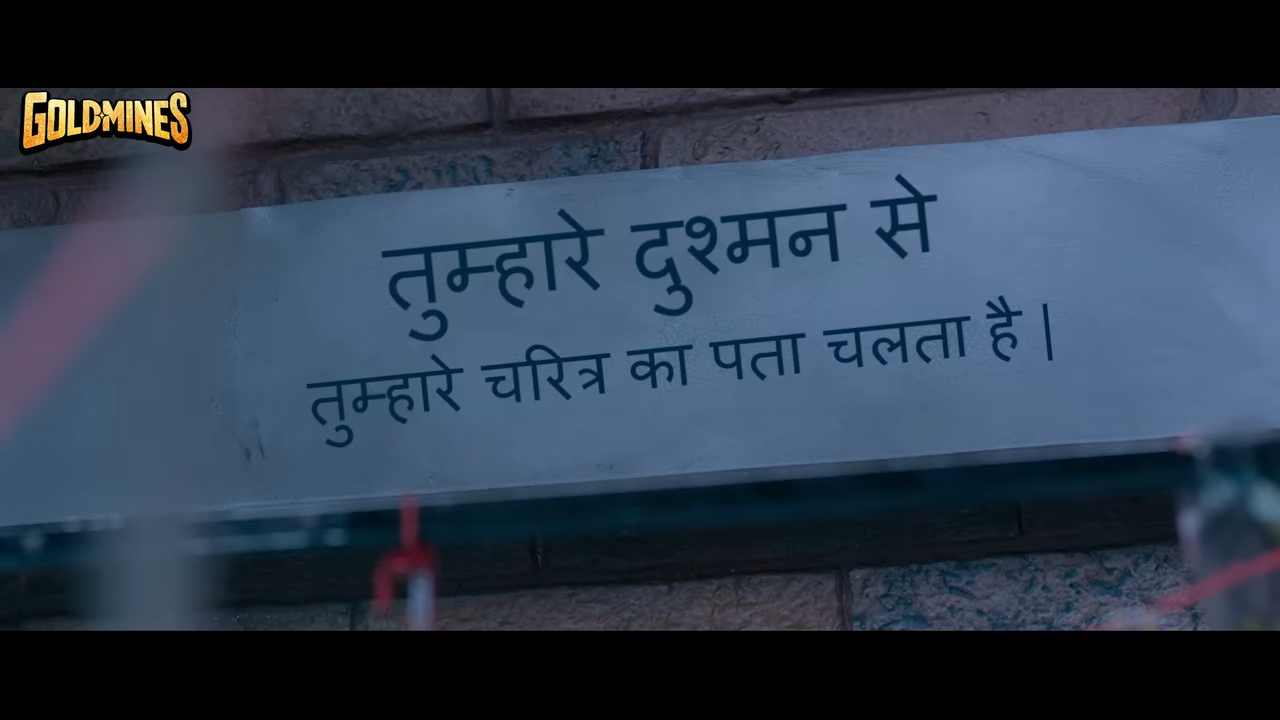 GOLDMINES
तुम्हारे दुश्मन से
तुम्हारे चरित्र का पता चलता है |